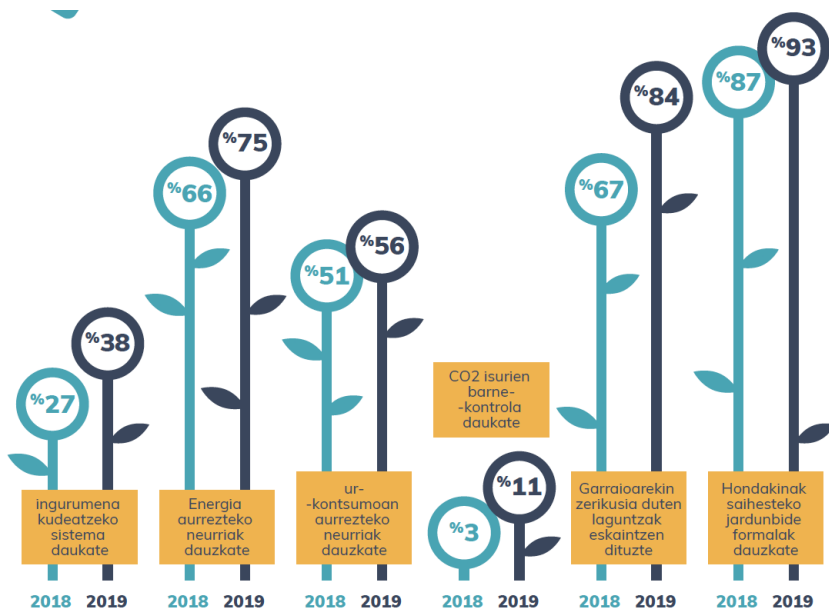 %27
%38
ingurumena
kudeatzeko
sistema
daukate
2018 2019
%66
%75
Energia
aurrezteko
neurriak
dauzkate
2018 2019
%51
%56
ur-
-kontsumoan
aurrezteko
neurriak
dauzkate
2018 2019
CO2 isurien
barne-
-kontrola
daukate
%3
%11
2018 2019
%67
%84
Garraioarekin
zerikusia duten
laguntzak
eskaintzen
dituzte
2018 2019
%87
%93
Hondakinak
saihesteko
jardunbide
formalak
dauzkate
2018 2019